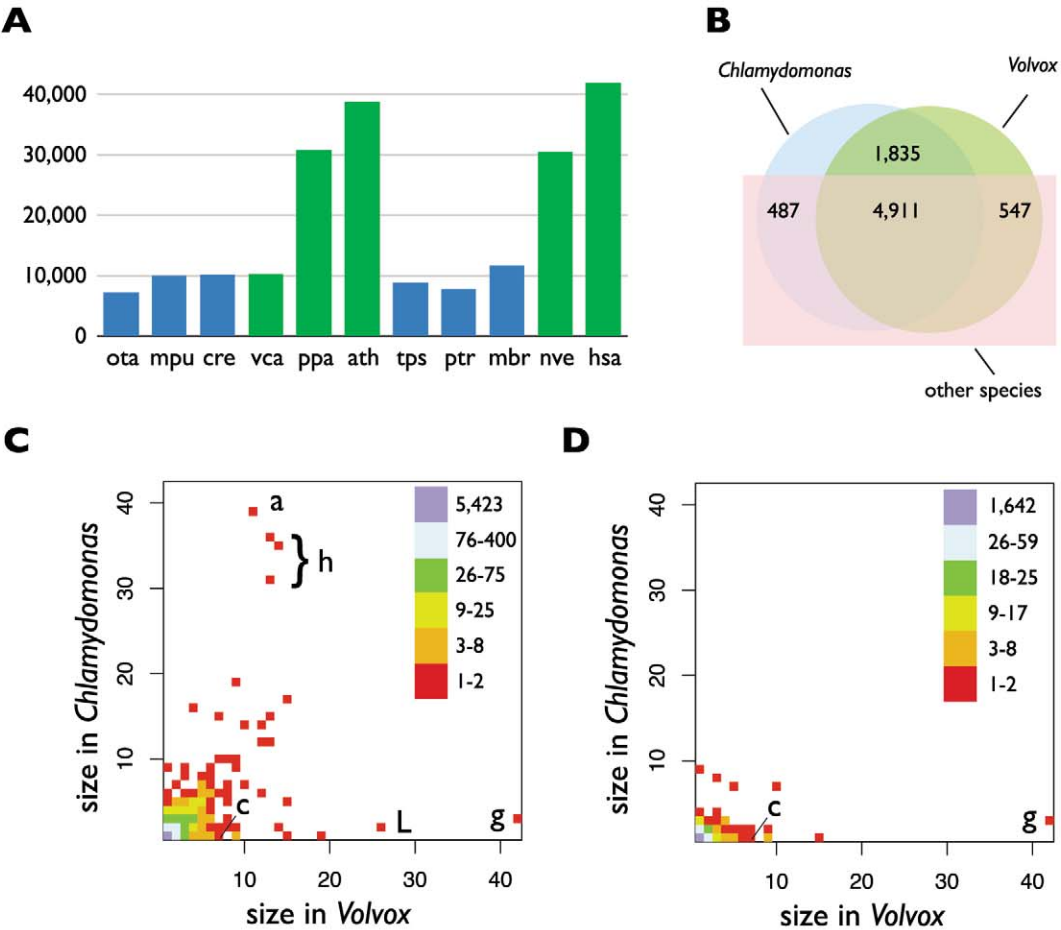 A
40,000
30,000
20,000
10,000
0
ota mpu cre vca ppa ath tps ptr mbr nve hsa
B
Chlamydomonas
Volvox
1,835
487
4,911
547
other species
C
size in Chlamydomonas
40
30
20
10
a
h
c
L
g
5,423
76-400
26-75
9-25
3-8
1-2
10 20 30 40
size in Volvox
D
size in Chlamydomonas
40
30
20
10
c
g
1,642
26-59
18-25
9-17
3-8
1-2
10 20 30 40
size in Volvox